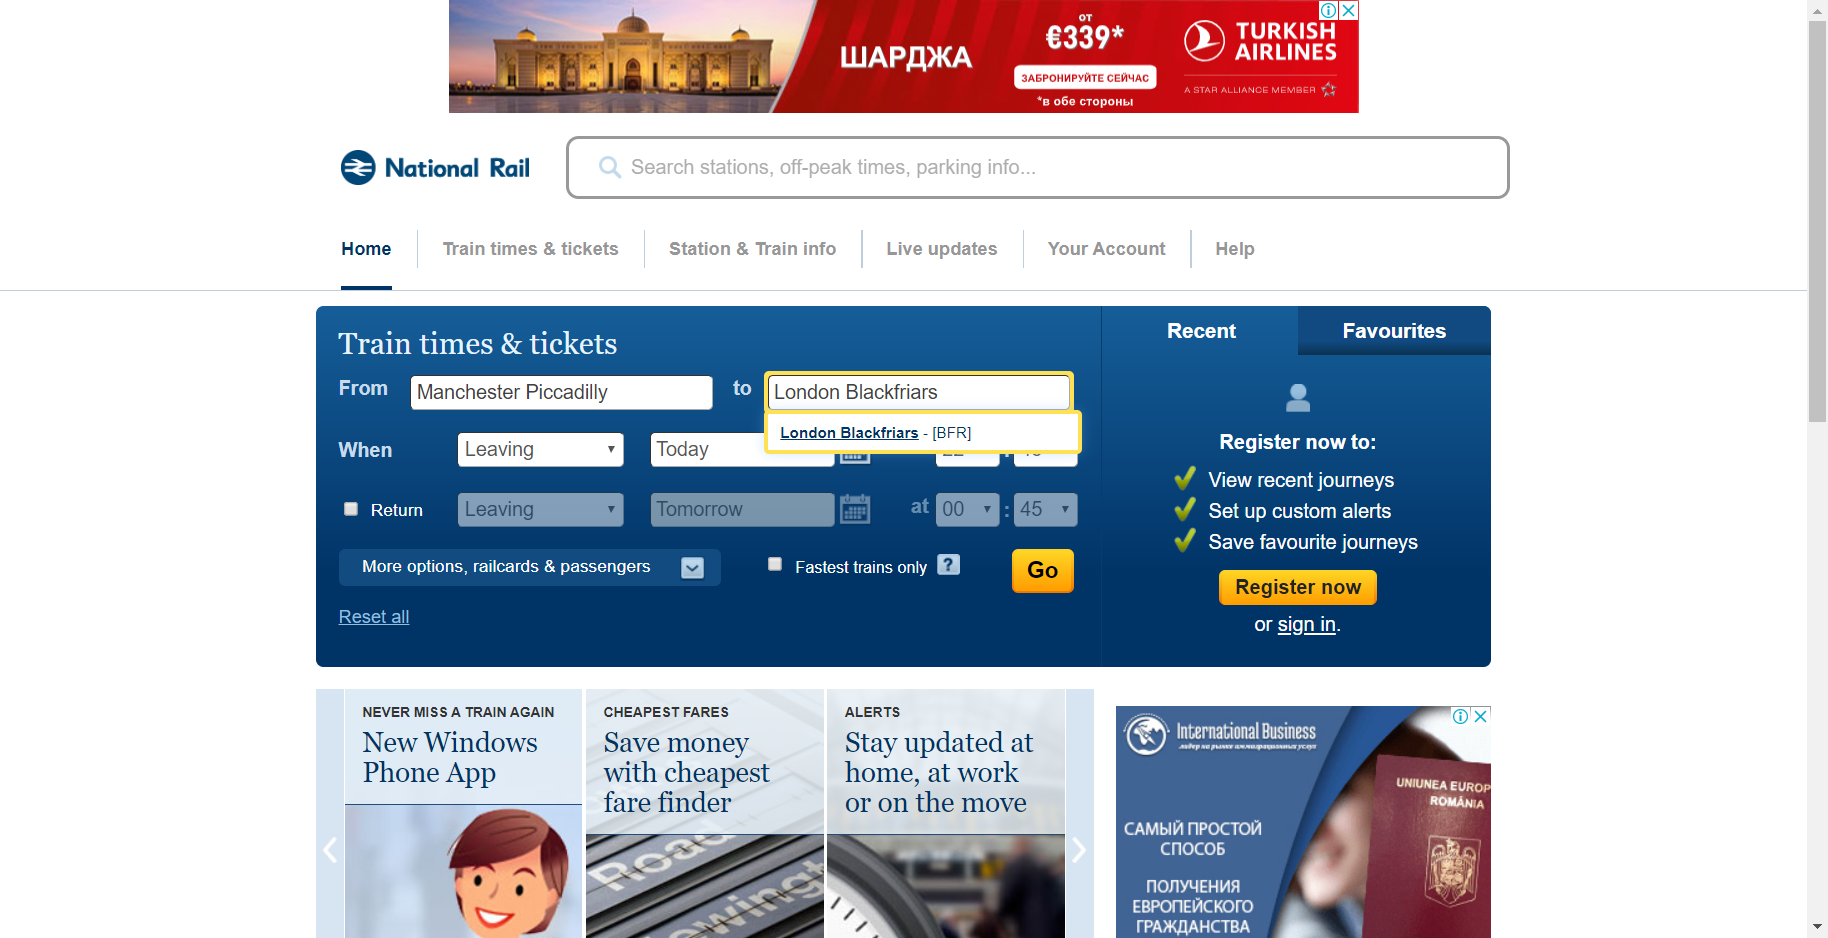 ШАРДЖА
от
€339*
ЗАБРОНИРУЙТЕ СЕЙЧАС
*в обе стороны
TURKISH
AIRLINES
A STAR ALLIANCE MEMBER
National Rail
Search stations, off-peak times, parking info...
Home
Train times & tickets
Station & Train info
Live updates
Your Account
Help
Train times & tickets
From
Manchester Piccadilly
to
London Blackfriars
London Blackfriars - [BFR]
When
Leaving
Today
Return
Leaving
Tomorrow
at
00
:
45
More options, railcards & passengers
Fastest trains only
?
Go
Reset all
Recent
Favourites
Register now to:
View recent journeys
Set up custom alerts
Save favourite journeys
Register now
or sign in.
NEVER MISS A TRAIN AGAIN
New Windows
Phone App
CHEAPEST FARES
Save money
with cheapest
fare finder
Road
ALERTS
Stay updated at
home, at work
or on the move
International Business
лидер на рынке иммиграционных услуг
САМЫЙ ПРОСТОЙ
СПОСОБ
ПОЛУЧЕНИЯ
ЕВРОПЕЙСКОГО
ГРАЖДАНСТВА
UNIUNEA EUROP
ROMÂNIA